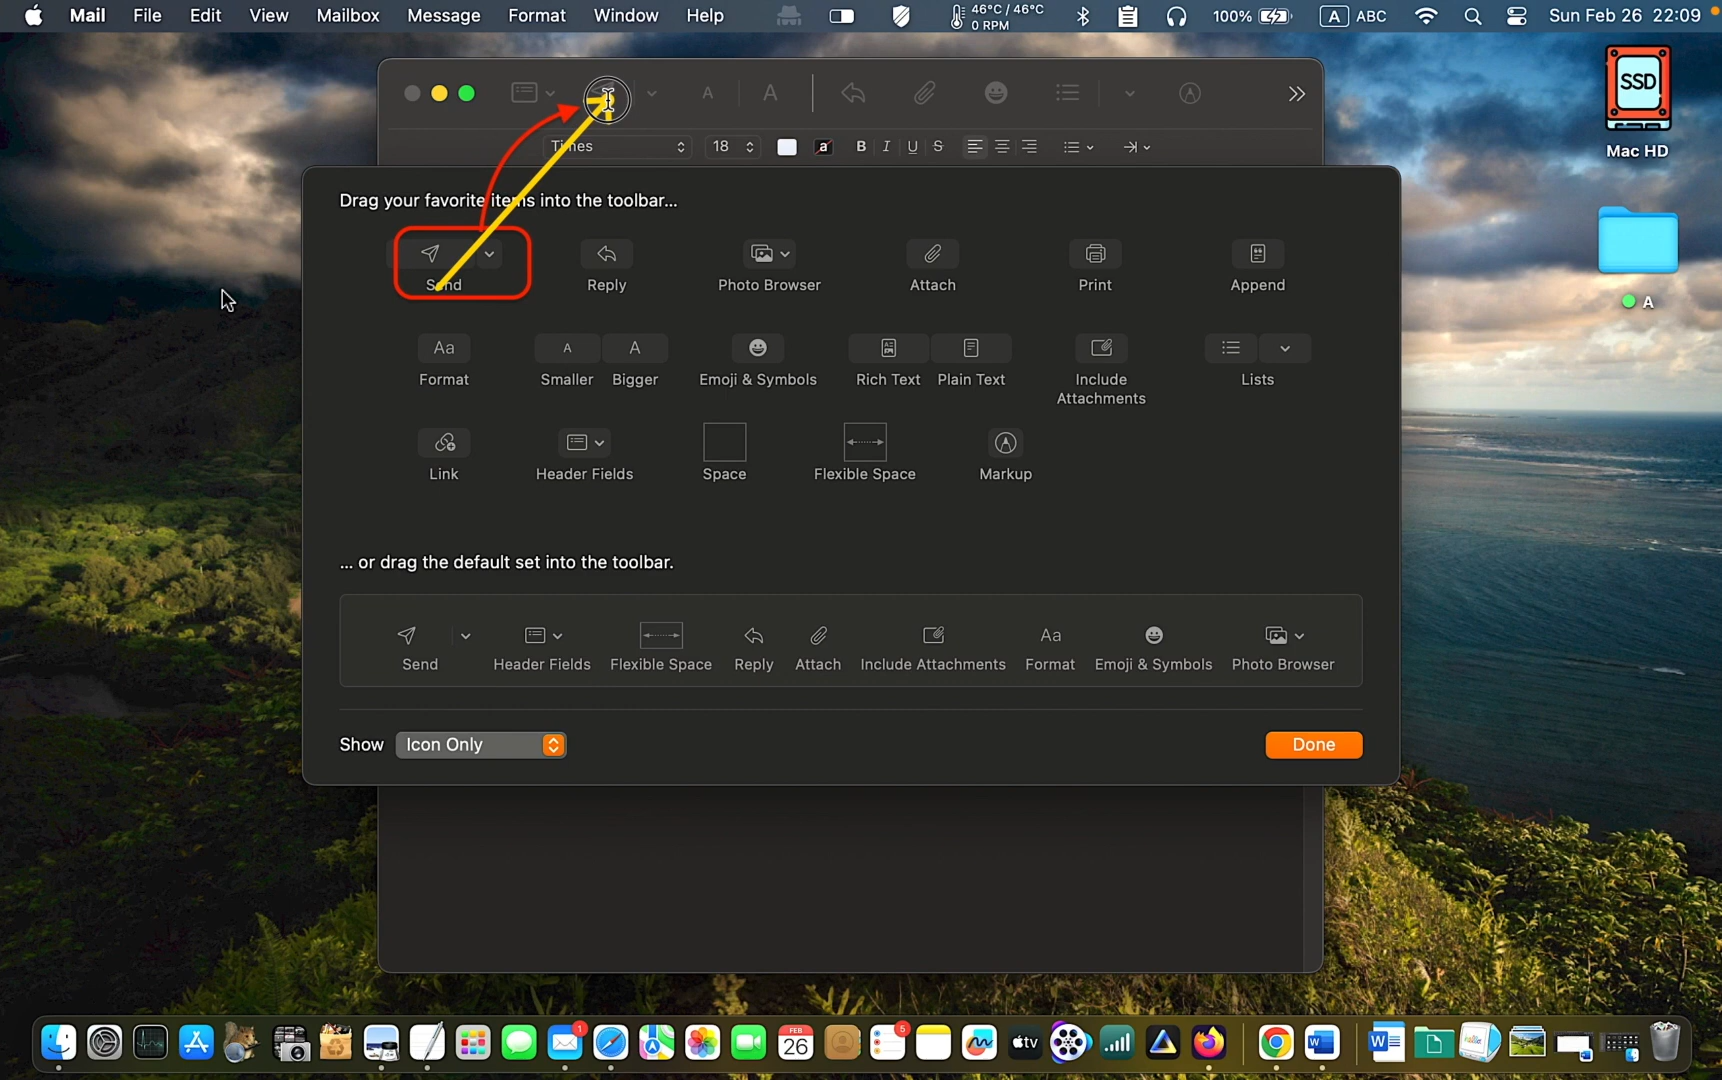 Mail File Edit View Mailbox Message Format Window Help 46°C / 46°C 0 RPM 100% A ABC Sun Feb 26 22:09
A A
Times 18 a B I U S
SSD
Mac HD
A
Drag your favorite items into the toolbar...
Send Reply Photo Browser Attach Print Append
Aa A A
Format Smaller Bigger Emoji & Symbols Rich Text Plain Text Include Attachments Lists
Link Header Fields Space Flexible Space Markup
... or drag the default set into the toolbar.
Aa
Send Header Fields Flexible Space Reply Attach Include Attachments Format Emoji & Symbols Photo Browser
Show Icon Only Done
1 FEB 26 5 tv W W